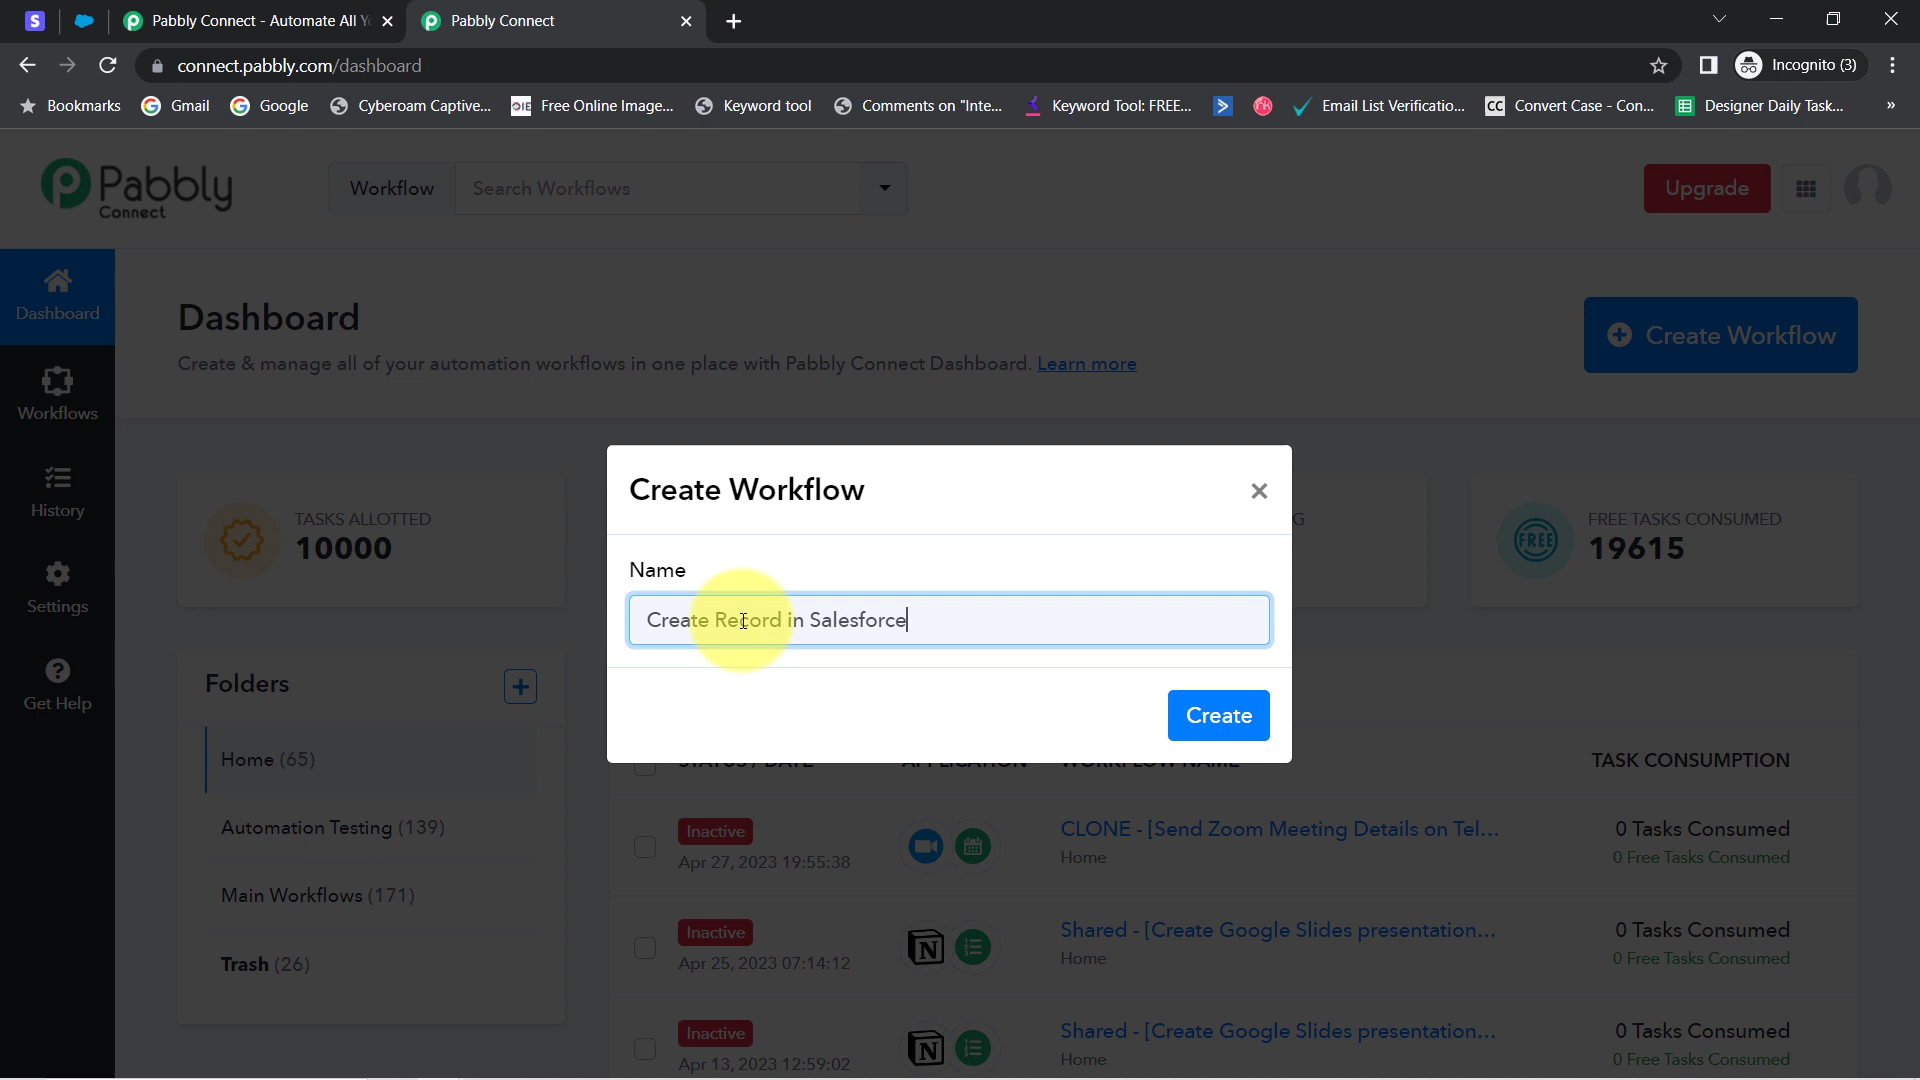 Pabbly Connect - Automate All Y
Pabbly Connect
connect.pabbly.com/dashboard
Incognito (3)
Bookmarks
Gmail
Google
Cyberoam Captive...
Free Online Image...
Keyword tool
Comments on "Inte...
Keyword Tool: FREE...
Email List Verificatio...
CC Convert Case - Con...
Designer Daily Task...
»
Pabbly
Connect
Workflow
Search Workflows
Upgrade
Dashboard
Workflows
History
Settings
Get Help
Dashboard
Create & manage all of your automation workflows in one place with Pabbly Connect Dashboard. Learn more
Create Workflow
TASKS ALLOTTED
10000
G
FREE
FREE TASKS CONSUMED
19615
Create Workflow
Name
Create Record in Salesforce
Create
Folders
Home (65)
Automation Testing (139)
Main Workflows (171)
Trash (26)
STATUS / DATE
APPLICATION
WORKFLOW NAME
TASK CONSUMPTION
Inactive
Apr 27, 2023 19:55:38
CLONE - [Send Zoom Meeting Details on Tel...
Home
0 Tasks Consumed
0 Free Tasks Consumed
Inactive
Apr 25, 2023 07:14:12
Shared - [Create Google Slides presentation...
Home
0 Tasks Consumed
0 Free Tasks Consumed
Inactive
Apr 13, 2023 12:59:02
Shared - [Create Google Slides presentation...
Home
0 Tasks Consumed
0 Free Tasks Consumed